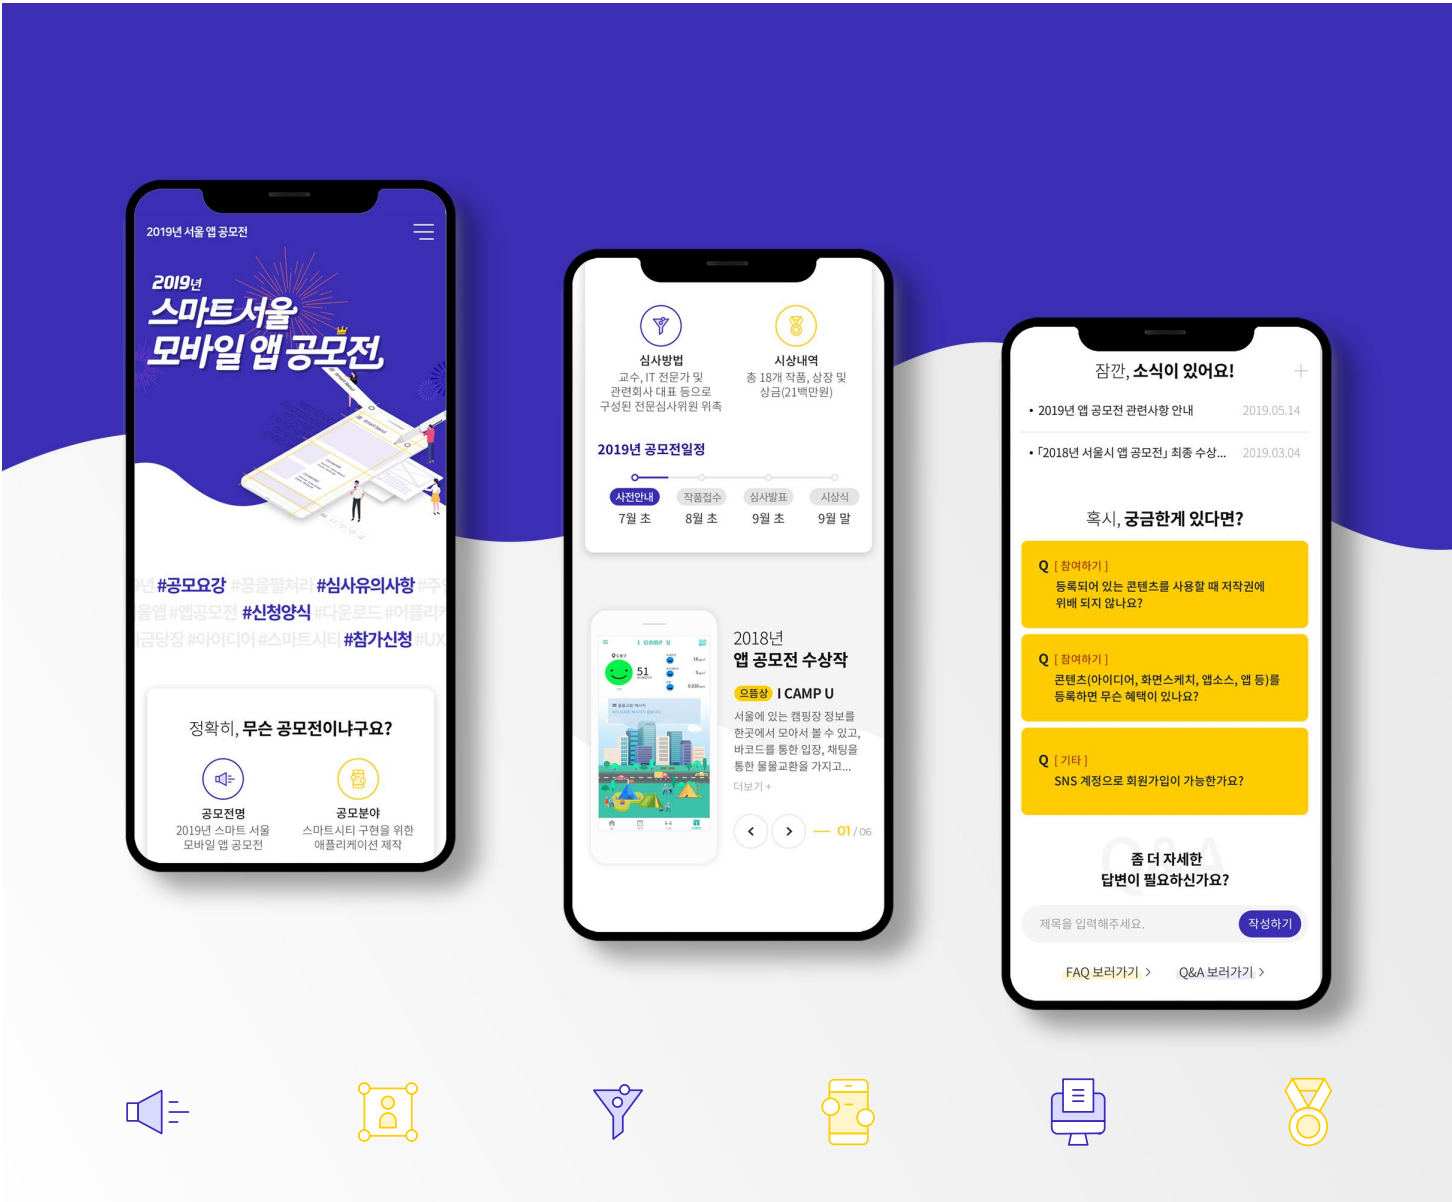 2019년 서울 앱 공모전
2019년
스마트서울
모바일 앱 공모전
#공모요강 #꿈을펼쳐라 #심사유의사항
#앱공모전 #신청양식 #다운로드
#아이디어 #스마트시티 #참가신청 #UX
정확히, 무슨 공모전이냐구요?
공모전명
2019년 스마트 서울
모바일 앱 공모전
공모분야
스마트시티 구현을 위한
애플리케이션 제작
심사방법
교수, IT 전문가 및
관련회사 대표 등으로
구성된 전문심사위원 위촉
시상내역
총 18개 작품, 상장 및
상금(21백만원)
2019년 공모전일정
사전안내 작품접수 심사발표 시상식
7월 초 8월 초 9월 초 9월 말
I CAMP U
51
2018년
앱 공모전 수상작
으뜸상 I CAMP U
서울에 있는 캠핑장 정보를
한곳에서 모아서 볼 수 있고,
바코드를 통한 입장, 채팅을
통한 물물교환을 가지고...
더보기 +
01 / 06
잠깐, 소식이 있어요!
• 2019년 앱 공모전 관련사항 안내 2019.05.14
• 「2018년 서울시 앱 공모전」 최종 수상... 2019.03.04
혹시, 궁금한게 있다면?
Q [ 참여하기 ]
등록되어 있는 콘텐츠를 사용할 때 저작권에
위배 되지 않나요?
Q [ 참여하기 ]
콘텐츠(아이디어, 화면스케치, 앱소스, 앱 등)를
등록하면 무슨 혜택이 있나요?
Q [ 기타 ]
SNS 계정으로 회원가입이 가능한가요?
Q&A
좀 더 자세한
답변이 필요하신가요?
제목을 입력해주세요. 작성하기
FAQ 보러가기 > Q&A 보러가기 >